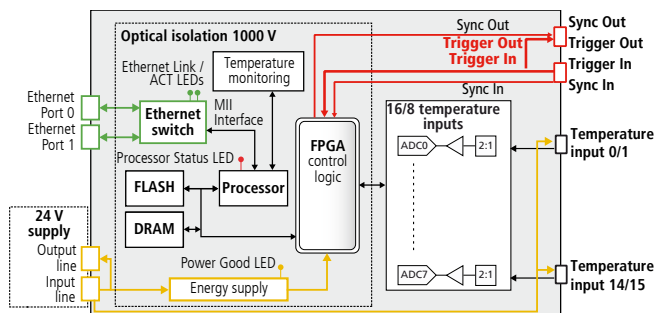 Optical isolation 1000 V
Sync Out
Sync Out
Trigger Out
Trigger Out
Trigger In
Trigger In
Sync In
Sync In
Ethernet Link /
ACT LEDs
Temperature
monitoring
Ethernet
Port 0
Ethernet
Port 1
Ethernet
switch
MII
Interface
16/8 temperature
inputs
FPGA
control
logic
ADC0
2:1
Temperature
input 0/1
Processor Status LED
FLASH
Processor
DRAM
24 V
supply
Output
line
Input
line
Power Good LED
Energy supply
ADC7
2:1
Temperature
input 14/15